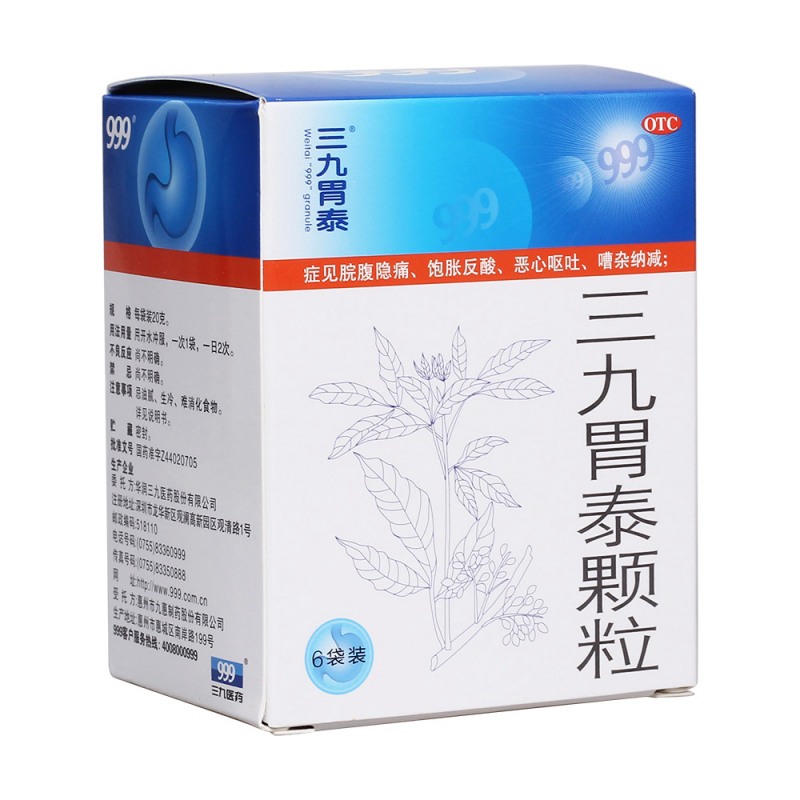 999
999®
三九胃泰®
Weitai "999" granule
OTC
999
999
999
症见脘腹隐痛、饱胀反酸、恶心呕吐、嘈杂纳减；
三九胃泰颗粒
6袋装
规 格 每袋装20克。
用法用量 用开水冲服，一次1袋，一日2次。
不良反应 尚不明确。
禁 忌 尚不明确。
注意事项 忌油腻、生冷、难消化食物。
详见说明书。
贮 藏 密封。
批准文号 国药准字Z44020705
生产企业
委 托 方:华润三九医药股份有限公司
注册地址:深圳市龙华新区观澜高新园区观清路1号
邮政编码:518110
电话号码:(0755)83360999
传真号码:(0755)83350888
网 址:http://www.999.com.cn
受 托 方:惠州市九惠制药股份有限公司
生产地址:惠州市惠城区南岸路199号
999客户服务热线: 4008000999
999®
三九医药